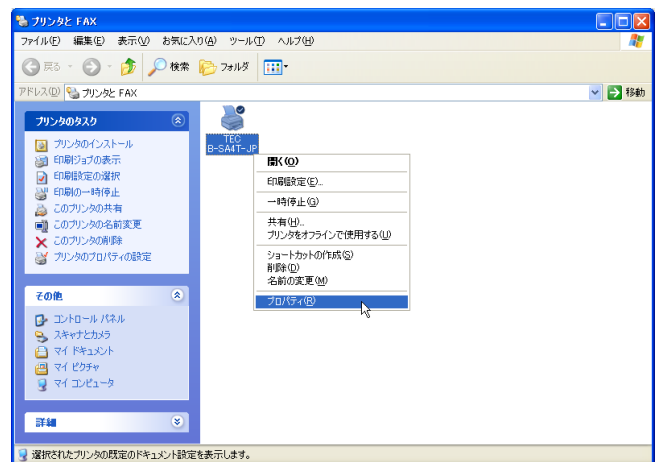 プリンタと FAX
ファイル(F) 編集(E) 表示(V) お気に入り(A) ツール(T) ヘルプ(H)
戻る 検索 フォルダ
アドレス(D) プリンタと FAX 移動
プリンタのタスク
プリンタのインストール
印刷ジョブの表示
印刷設定の選択
印刷の一時停止
このプリンタの共有
このプリンタの名前変更
このプリンタの削除
プリンタのプロパティの設定
その他
コントロール パネル
スキャナとカメラ
マイ ドキュメント
マイ ピクチャ
マイ コンピュータ
詳細
TEC
B-SA4T-JP
開く(O)
印刷設定(E)...
一時停止(G)
共有(H)...
プリンタをオフラインで使用する(U)
ショートカットの作成(S)
削除(D)
名前の変更(M)
プロパティ(R)
選択されたプリンタの既定のドキュメント設定を表示します。